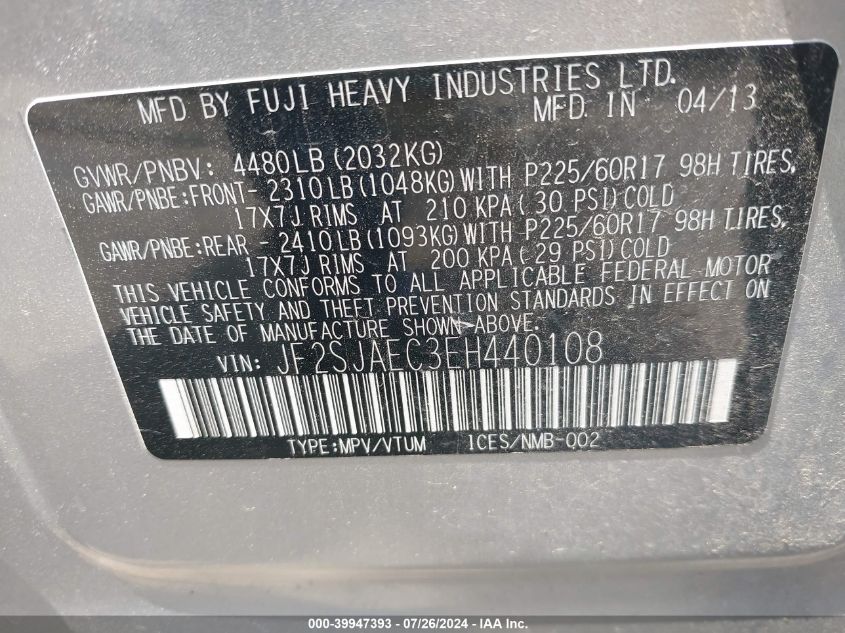 MFD BY FUJI HEAVY INDUSTRIES LTD.
MFD IN 04/13
GVWR/PNBV: 4480LB(2032KG)
GAWR/PNBE:FRONT- 2310LB(1048KG)WITH P225/60R17 98H TIRES,
17X7J RIMS AT 210 KPA( 30 PSI)COLD
GAWR/PNBE:REAR - 2410LB(1093KG)WITH P225/60R17 98H TIRES,
17X7J RIMS AT 200 KPA (29 PSI)COLD
THIS VEHICLE CONFORMS TO ALL APPLICABLE FEDERAL MOTOR
VEHICLE SAFETY AND THEFT PREVENTION STANDARDS IN EFFECT ON
THE DATE OF MANUFACTURE SHOWN ABOVE.
VIN: JF2SJAEC3EH440108
TYPE:MPV/VTUM ICES/NMB-002
000-39947393 / 07/26/2024 - IAAI.com